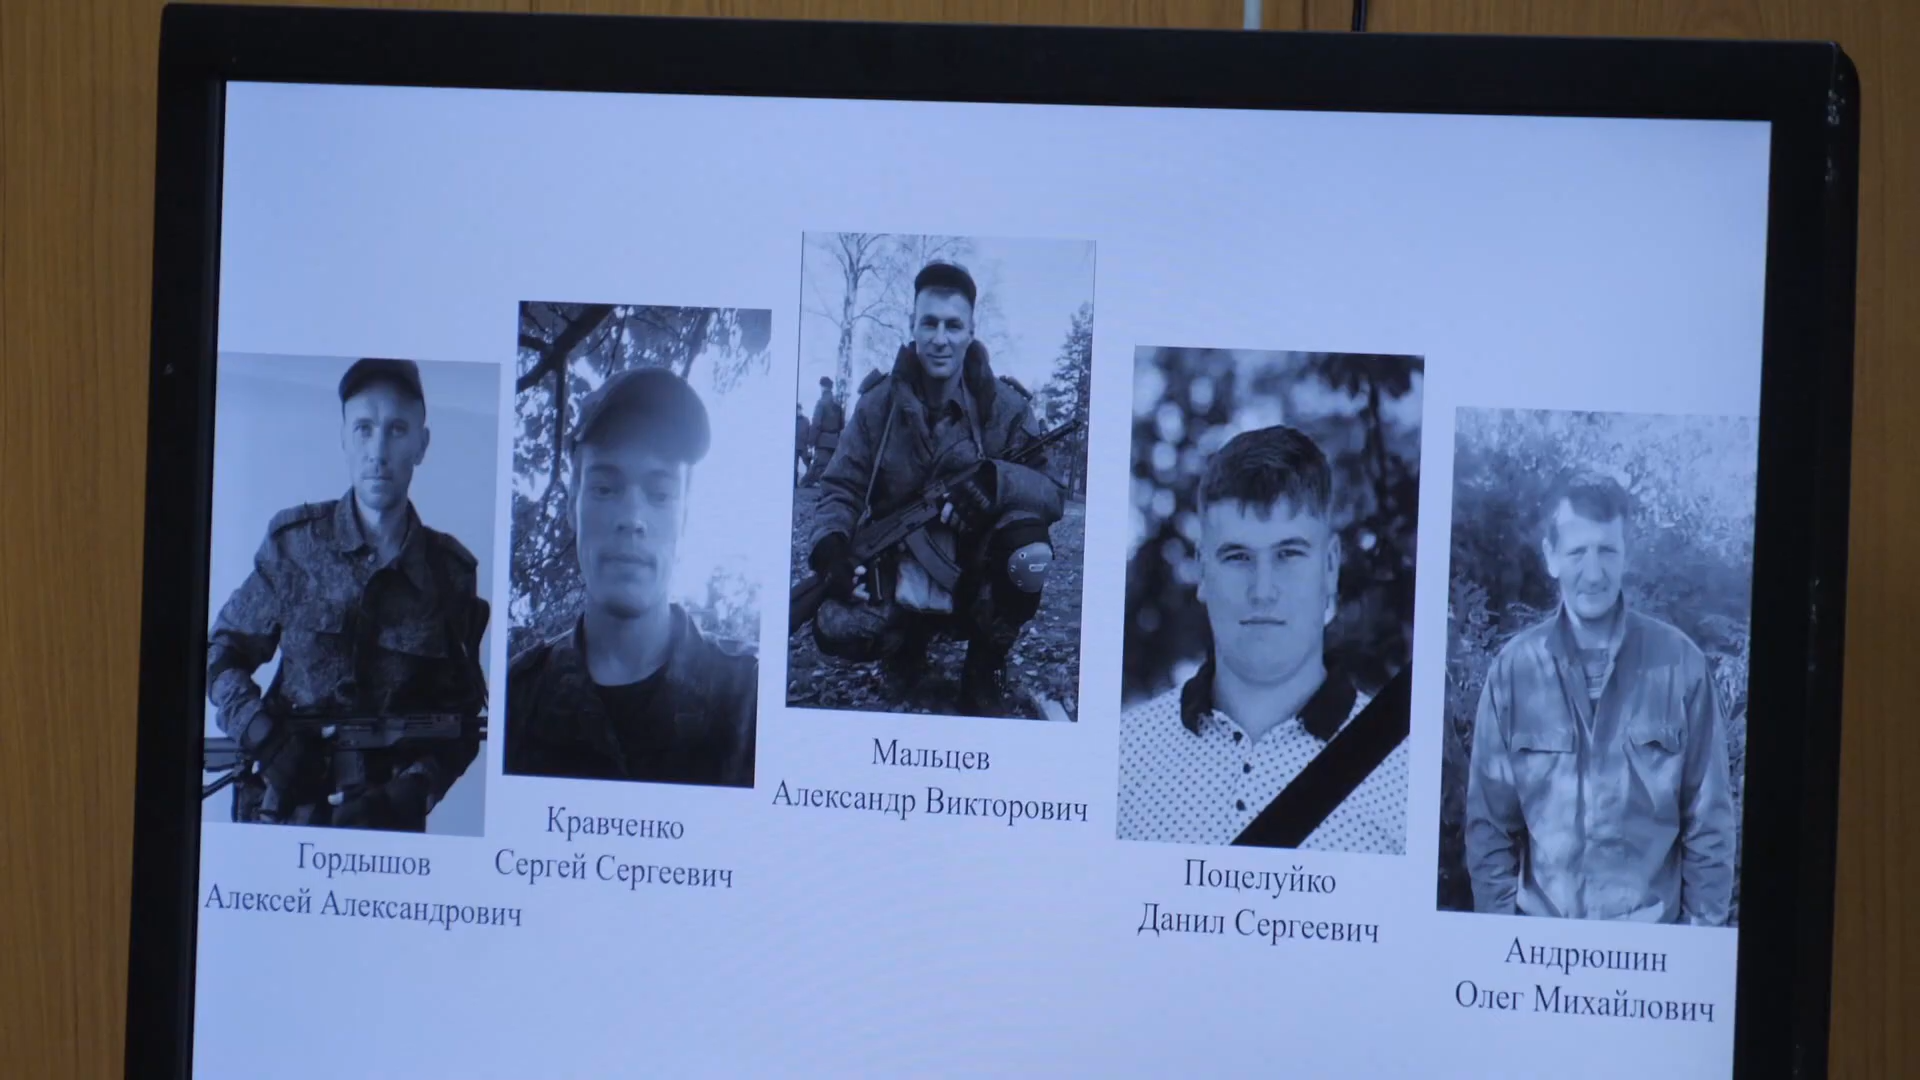 Гордышов
Алексей Александрович
Кравченко
Сергей Сергеевич
Мальцев
Александр Викторович
Поцелуйко
Данил Сергеевич
Андрюшин
Олег Михайлович